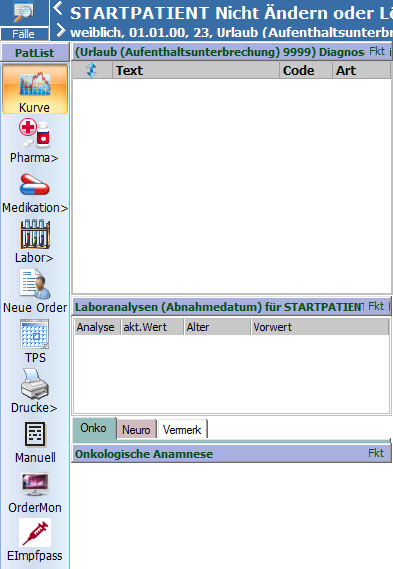 STARTPATIENT Nicht Ändern oder
Fälle
weiblich, 01.01.00, 23, Urlaub (Aufenthaltsunterbr
PatList
(Urlaub (Aufenthaltsunterbrechung) 9999) Diagnos Fkt
Text Code Art
Kurve
Pharma>
Medikation>
Labor>
Neue Order
Laboranalysen (Abnahmedatum) für STARTPATIENT Fkt
Analyse akt.Wert Alter Vorwert
TPS
Drucke>
Onko Neuro Vermerk
Onkologische Anamnese Fkt
Manuell
OrderMon
EImpfpass